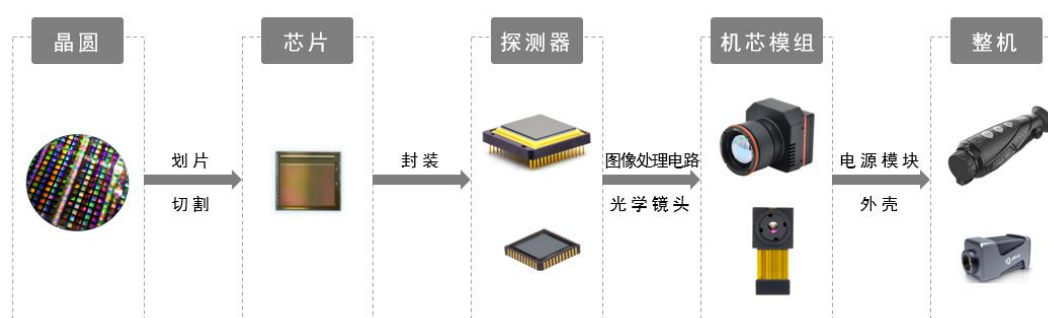 晶圆
芯片
探测器
机芯模组
整机
划片
切割
封装
图像处理电路
光学镜头
电源模块
外壳